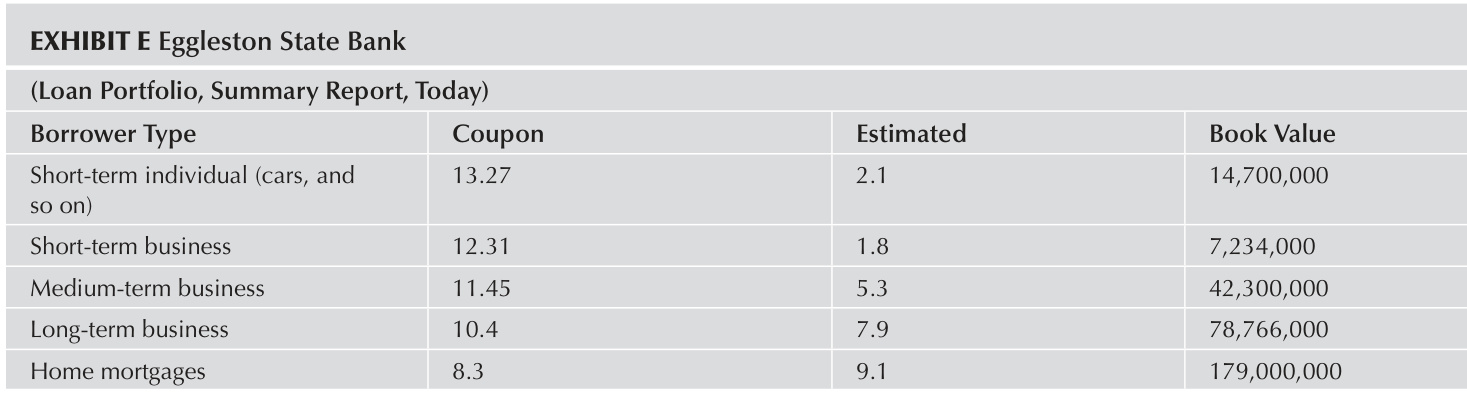 EXHIBIT E Eggleston State Bank
(Loan Portfolio, Summary Report, Today)
Borrower Type Coupon Estimated Book Value
Short-term individual (cars, and 13.27 2.1 14,700,000
so on)
Short-term business 12.31 1.8 7,234,000
Medium-term business 11.45 5.3 42,300,000
Long-term business 10.4 7.9 78,766,000
Home mortgages 8.3 9.1 179,000,000